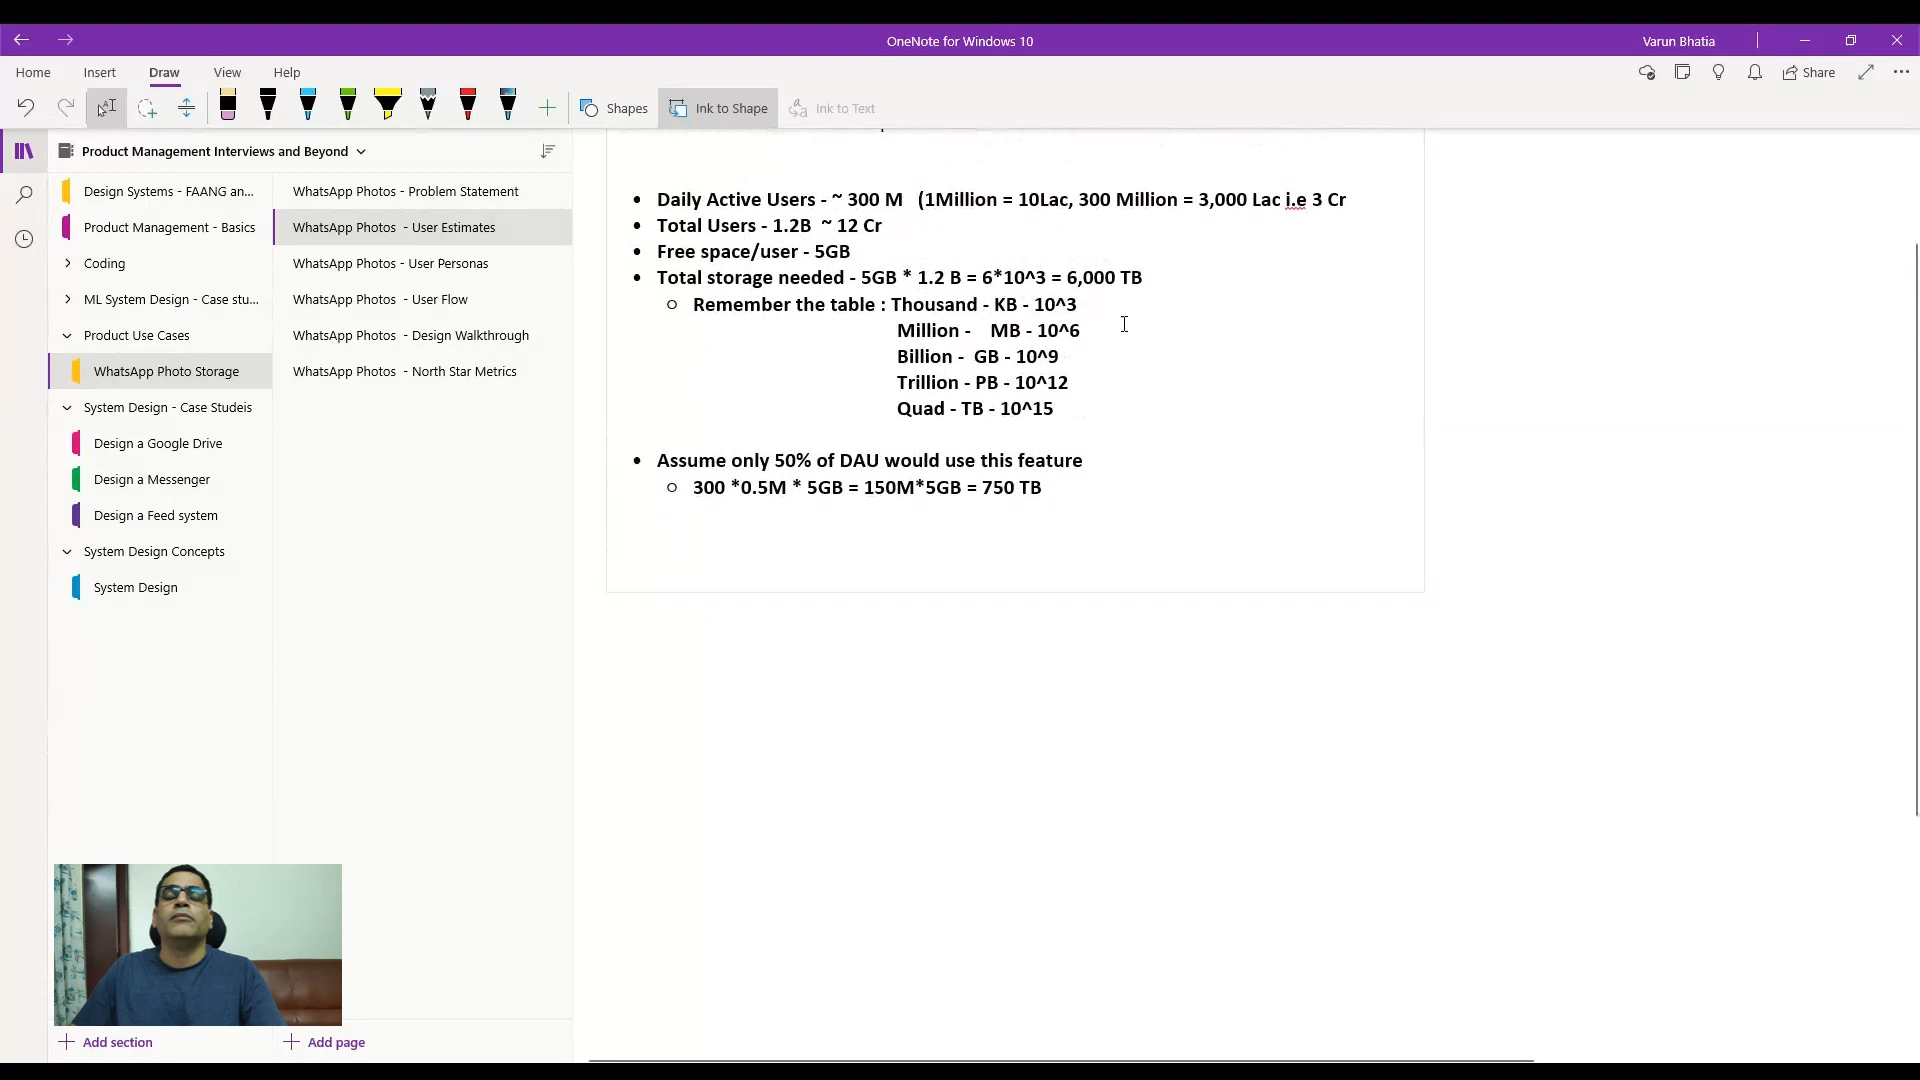 OneNote for Windows 10
Varun Bhatia
Home Insert Draw View Help
Share
Shapes Ink to Shape Ink to Text
Product Management Interviews and Beyond
Design Systems - FAANG an...
Product Management - Basics
Coding
ML System Design - Case stu...
Product Use Cases
WhatsApp Photo Storage
System Design - Case Studeis
Design a Google Drive
Design a Messenger
Design a Feed system
System Design Concepts
System Design
Add section
WhatsApp Photos - Problem Statement
WhatsApp Photos - User Estimates
WhatsApp Photos - User Personas
WhatsApp Photos - User Flow
WhatsApp Photos - Design Walkthrough
WhatsApp Photos - North Star Metrics
Add page
• Daily Active Users - ~ 300 M (1Million = 10Lac, 300 Million = 3,000 Lac i.e 3 Cr
• Total Users - 1.2B ~ 12 Cr
• Free space/user - 5GB
• Total storage needed - 5GB * 1.2 B = 6*10^3 = 6,000 TB
o Remember the table : Thousand - KB - 10^3
Million - MB - 10^6
Billion - GB - 10^9
Trillion - PB - 10^12
Quad - TB - 10^15
• Assume only 50% of DAU would use this feature
o 300 *0.5M * 5GB = 150M*5GB = 750 TB